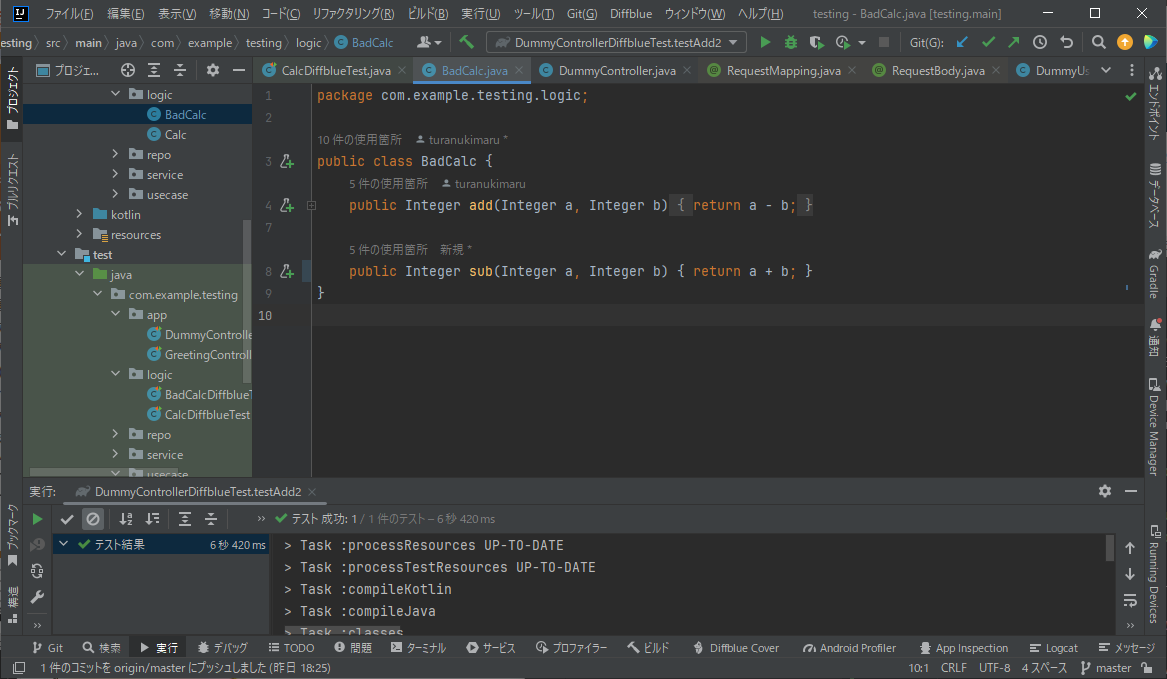 ファイル(F) 編集(E) 表示(V) 移動(N) コード(C) リファクタリング(R) ビルド(B) 実行(U) ツール(T) Git(G) Diffblue ウィンドウ(W) ヘルプ(H) testing - BadCalc.java [testing.main]
esting src main java com example testing logic BadCalc DummyControllerDiffblueTest.testAdd2 Git(G):
プロジェ... CalcDiffblueTest.java BadCalc.java DummyController.java RequestMapping.java RequestBody.java DummyUs
プロジェクト
プルリクエスト
ブックマーク
構造
logic
BadCalc
Calc
repo
service
usecase
kotlin
resources
test
java
com.example.testing
app
DummyControlle
GreetingControll
logic
BadCalcDiffblueT
CalcDiffblueTest
repo
service
usecase
1 package com.example.testing.logic;
2
10 件の使用箇所 turanukimaru *
3 public class BadCalc {
5 件の使用箇所 turanukimaru
4 public Integer add(Integer a, Integer b) { return a - b; }
7
5 件の使用箇所 新規 *
8 public Integer sub(Integer a, Integer b) { return a + b; }
9 }
10
エンドポイント
データベース
Gradle
通知
Device Manager
Running Devices
実行: DummyControllerDiffblueTest.testAdd2
テスト成功: 1 / 1 件のテスト – 6 秒 420 ms
テスト結果 6 秒 420 ms
> Task :processResources UP-TO-DATE
> Task :processTestResources UP-TO-DATE
> Task :compileKotlin
> Task :compileJava
> Task :classes
Git 検索 実行 デバッグ TODO 問題 ターミナル サービス プロファイラー ビルド Diffblue Cover Android Profiler App Inspection Logcat メッセージ
1 件のコミットを origin/master にプッシュしました (昨日 18:25) 10:1 CRLF UTF-8 4 スペース master